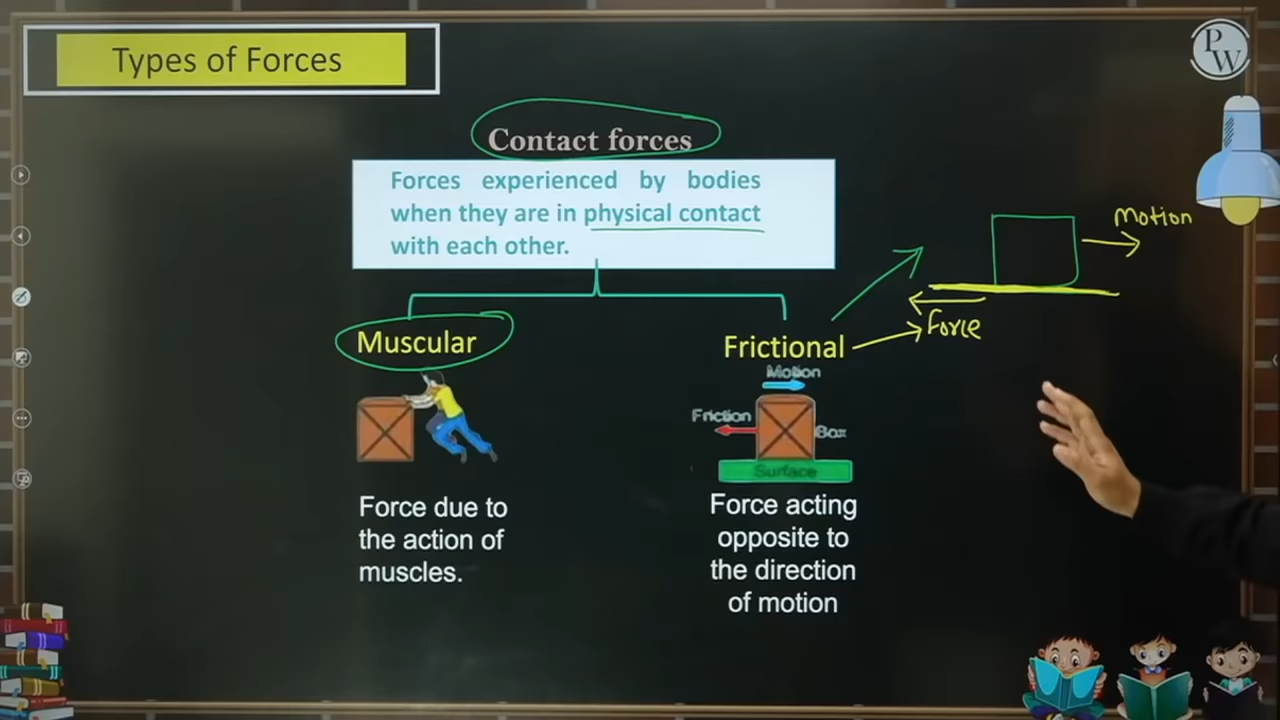 Types of Forces
PW
Contact forces
Forces experienced by bodies
when they are in physical contact
with each other.
Motion
Force
Muscular
Frictional
Motion
Friction
Box
Surface
Force due to
the action of
muscles.
Force acting
opposite to
the direction
of motion